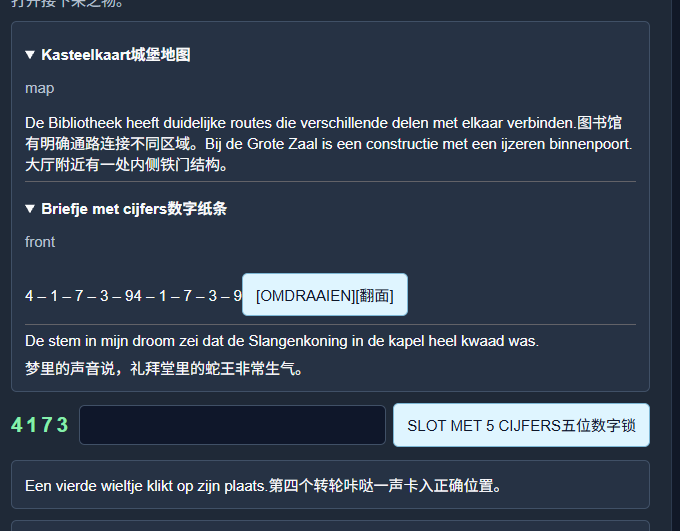 打开接下来之物。
▼ Kasteelkaart城堡地图
map
De Bibliotheek heeft duidelijke routes die verschillende delen met elkaar verbinden.图书馆
有明确通路连接不同区域。Bij de Grote Zaal is een constructie met een ijzeren binnenpoort.
大厅附近有一处内侧铁门结构。
▼ Briefje met cijfers数字纸条
front
4 – 1 – 7 – 3 – 94 – 1 – 7 – 3 – 9[OMDRAAIEN][翻面]
De stem in mijn droom zei dat de Slangenkoning in de kapel heel kwaad was.
梦里的声音说，礼拜堂里的蛇王非常生气。
4173 SLOT MET 5 CIJFERS五位数字锁
Een vierde wieltje klikt op zijn plaats.第四个转轮咔哒一声卡入正确位置。